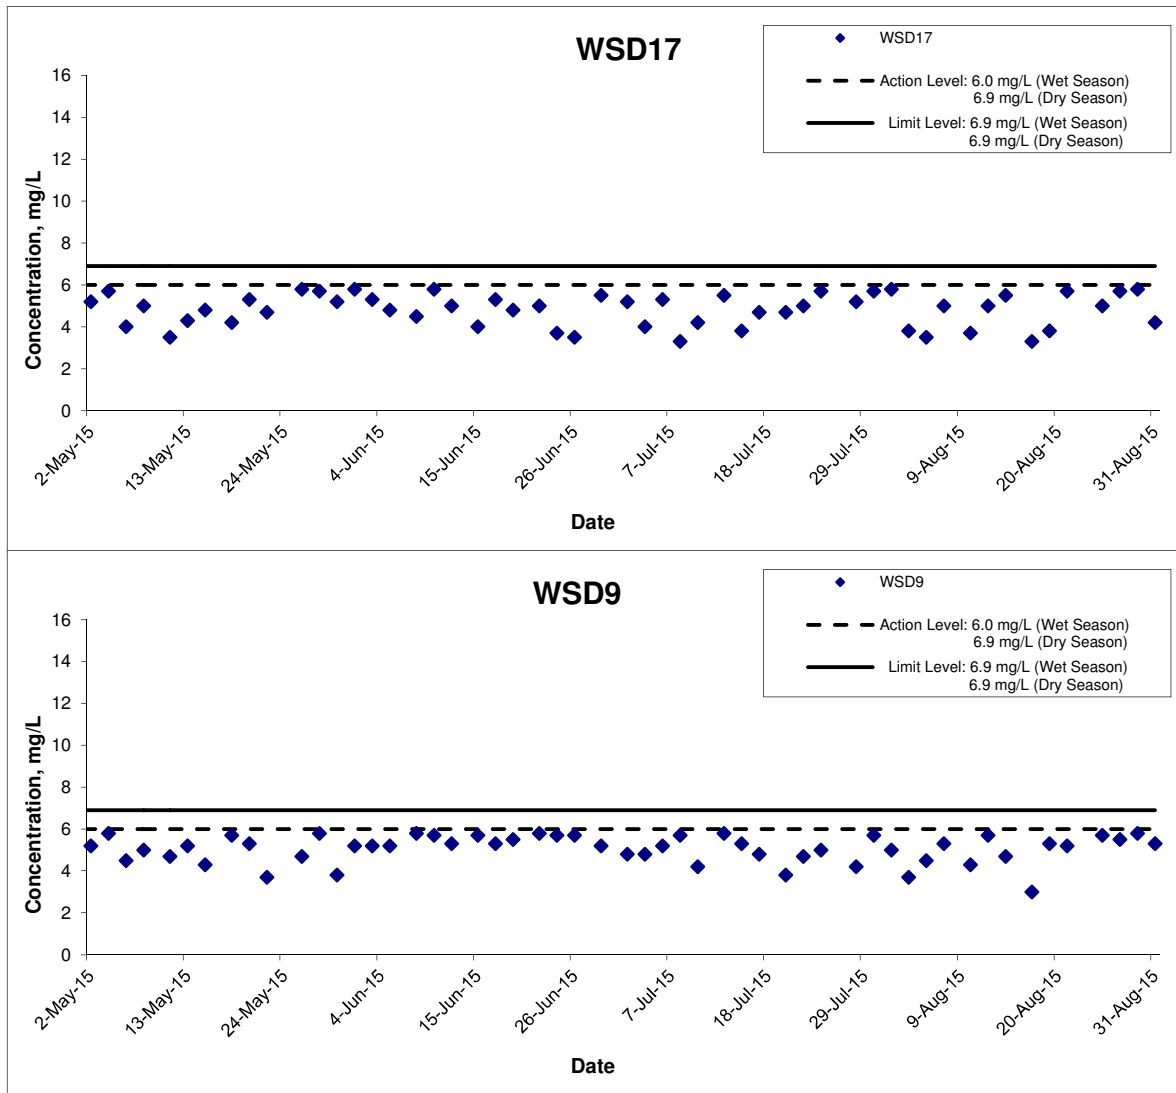 WSD17
WSD17
Action Level: 6.0 mg/L (Wet Season)
6.9 mg/L (Dry Season)
Limit Level: 6.9 mg/L (Wet Season)
6.9 mg/L (Dry Season)
Concentration, mg/L
16
14
12
10
8
6
4
2
0
2-May-15
13-May-15
24-May-15
4-Jun-15
15-Jun-15
26-Jun-15
7-Jul-15
18-Jul-15
29-Jul-15
9-Aug-15
20-Aug-15
31-Aug-15
Date
WSD9
WSD9
Action Level: 6.0 mg/L (Wet Season)
6.9 mg/L (Dry Season)
Limit Level: 6.9 mg/L (Wet Season)
6.9 mg/L (Dry Season)
Concentration, mg/L
16
14
12
10
8
6
4
2
0
2-May-15
13-May-15
24-May-15
4-Jun-15
15-Jun-15
26-Jun-15
7-Jul-15
18-Jul-15
29-Jul-15
9-Aug-15
20-Aug-15
31-Aug-15
Date